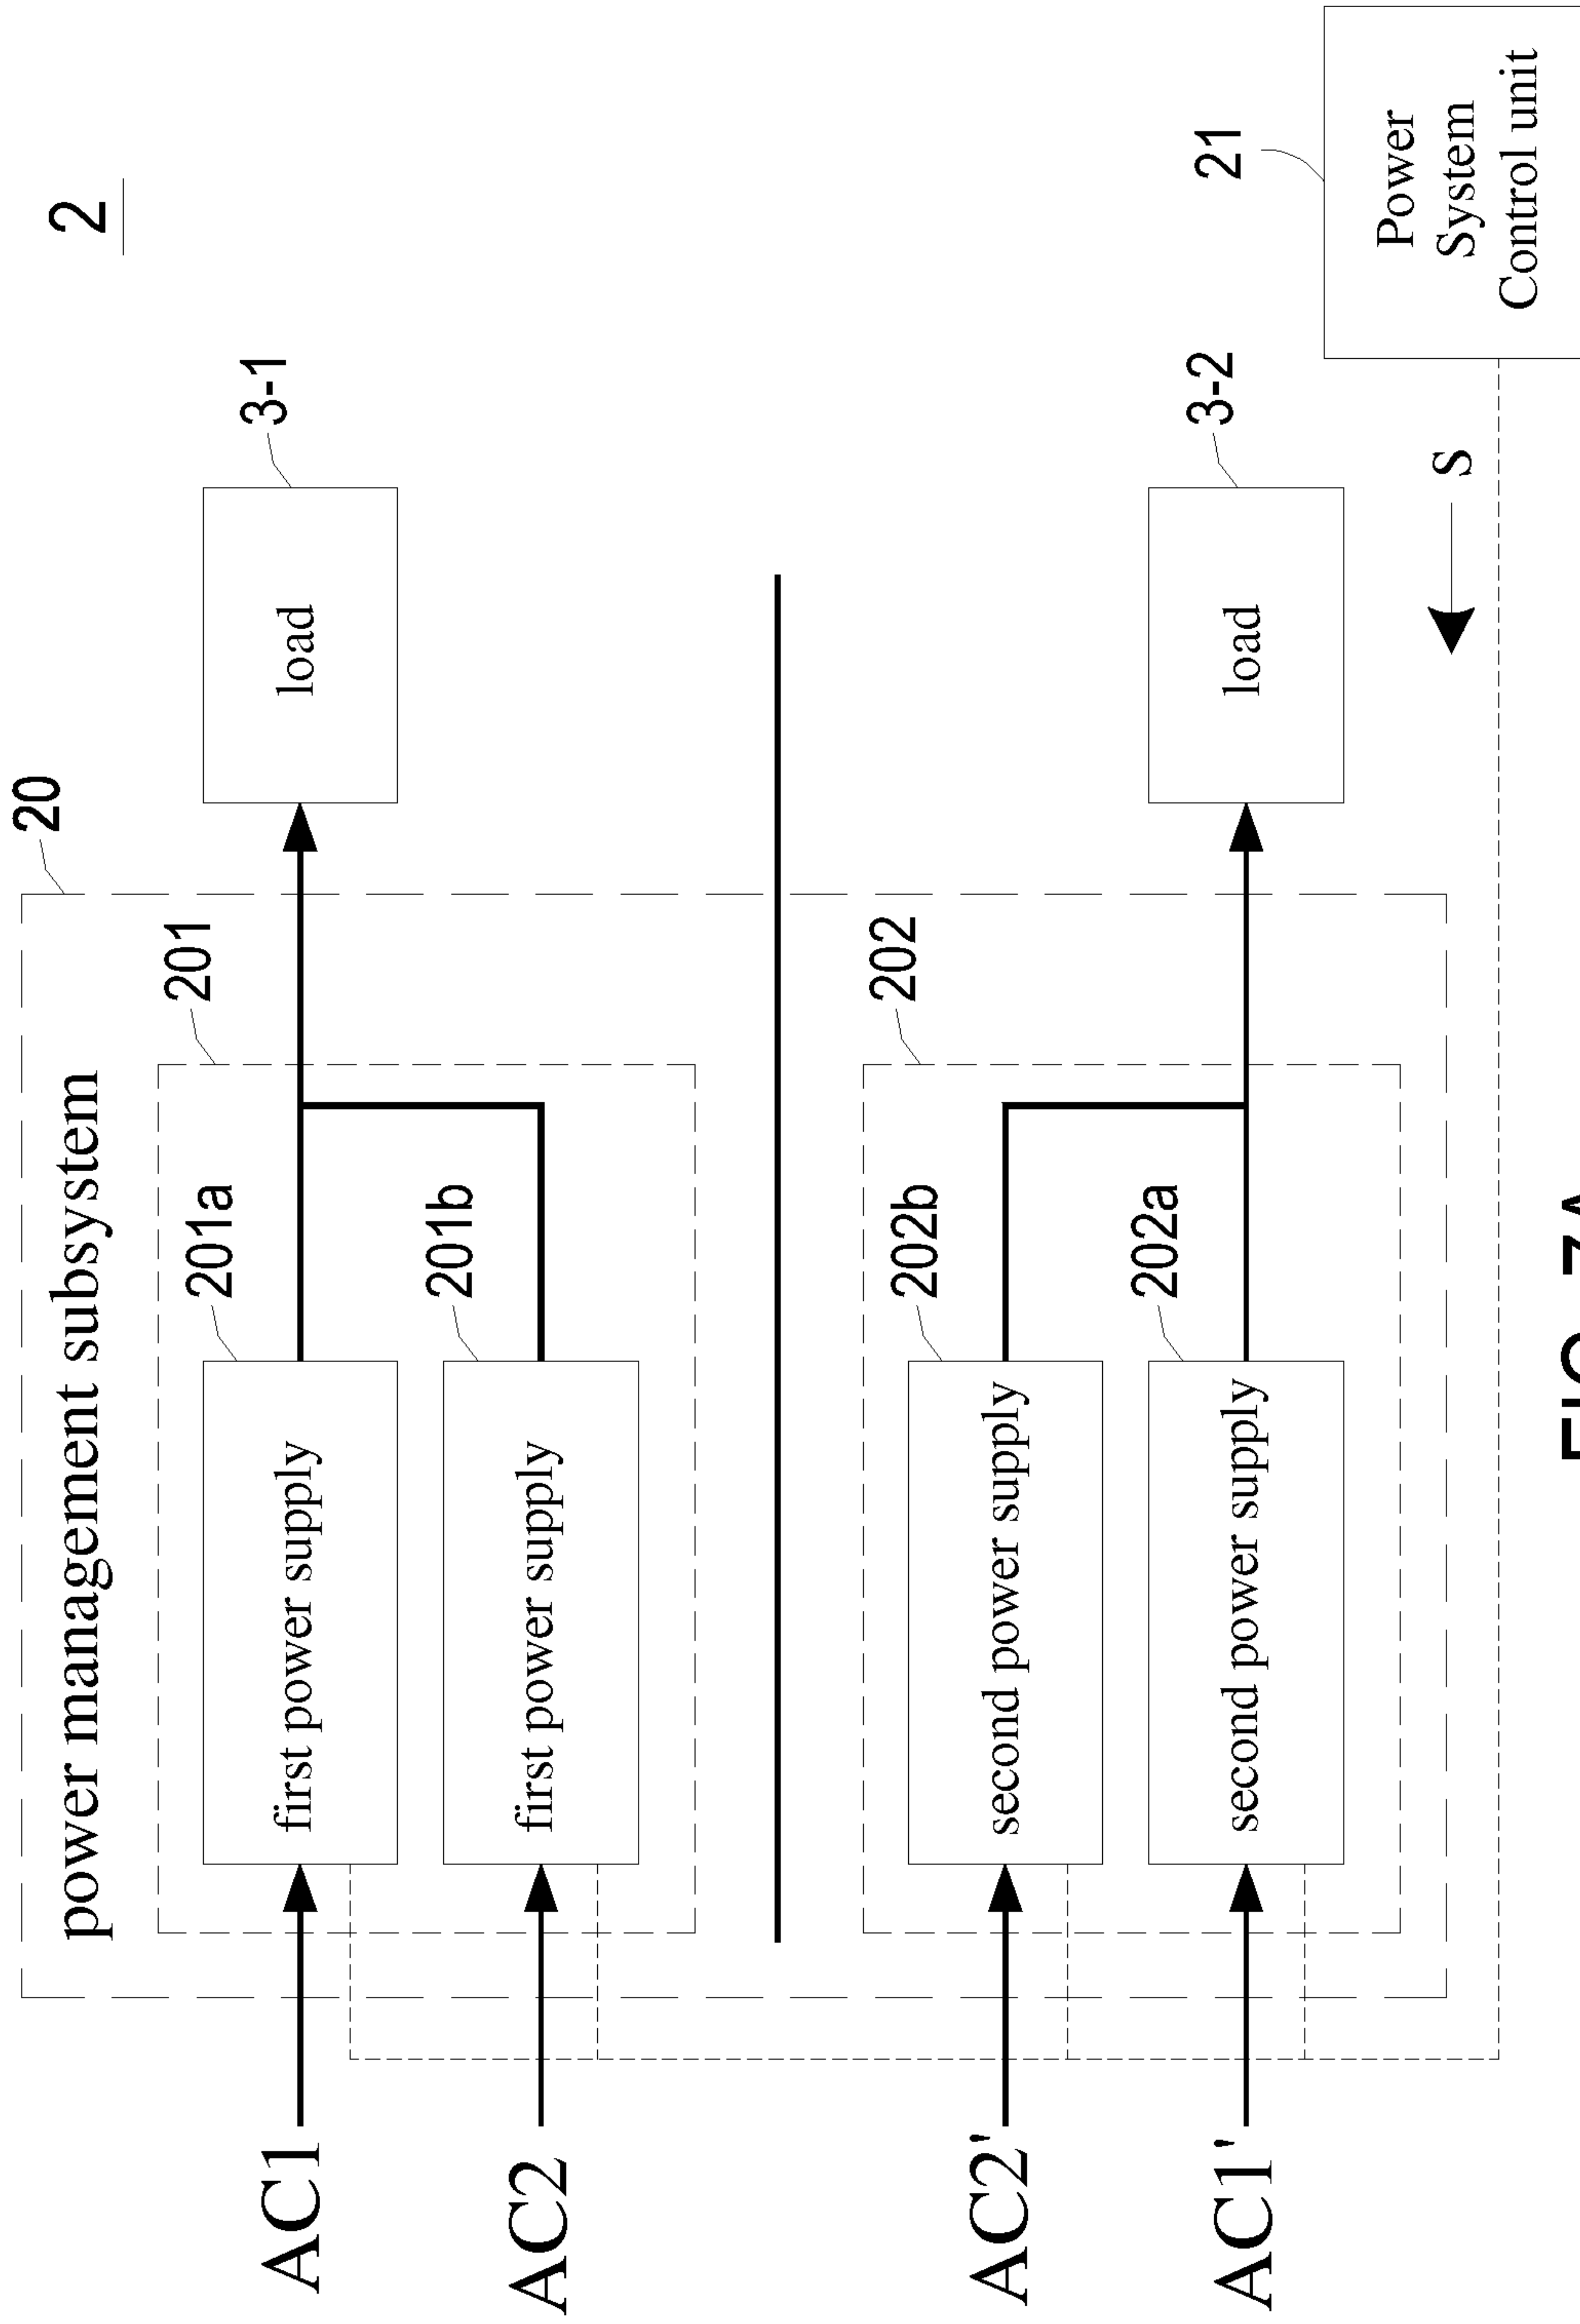 2
20
power management subsystem
201
201a
3-1
AC1
first power supply
load
201b
AC2
first power supply
202
202b
AC2'
second power supply
202a
3-2
21
AC1'
second power supply
load
Power
System
Control unit
S
FIG.